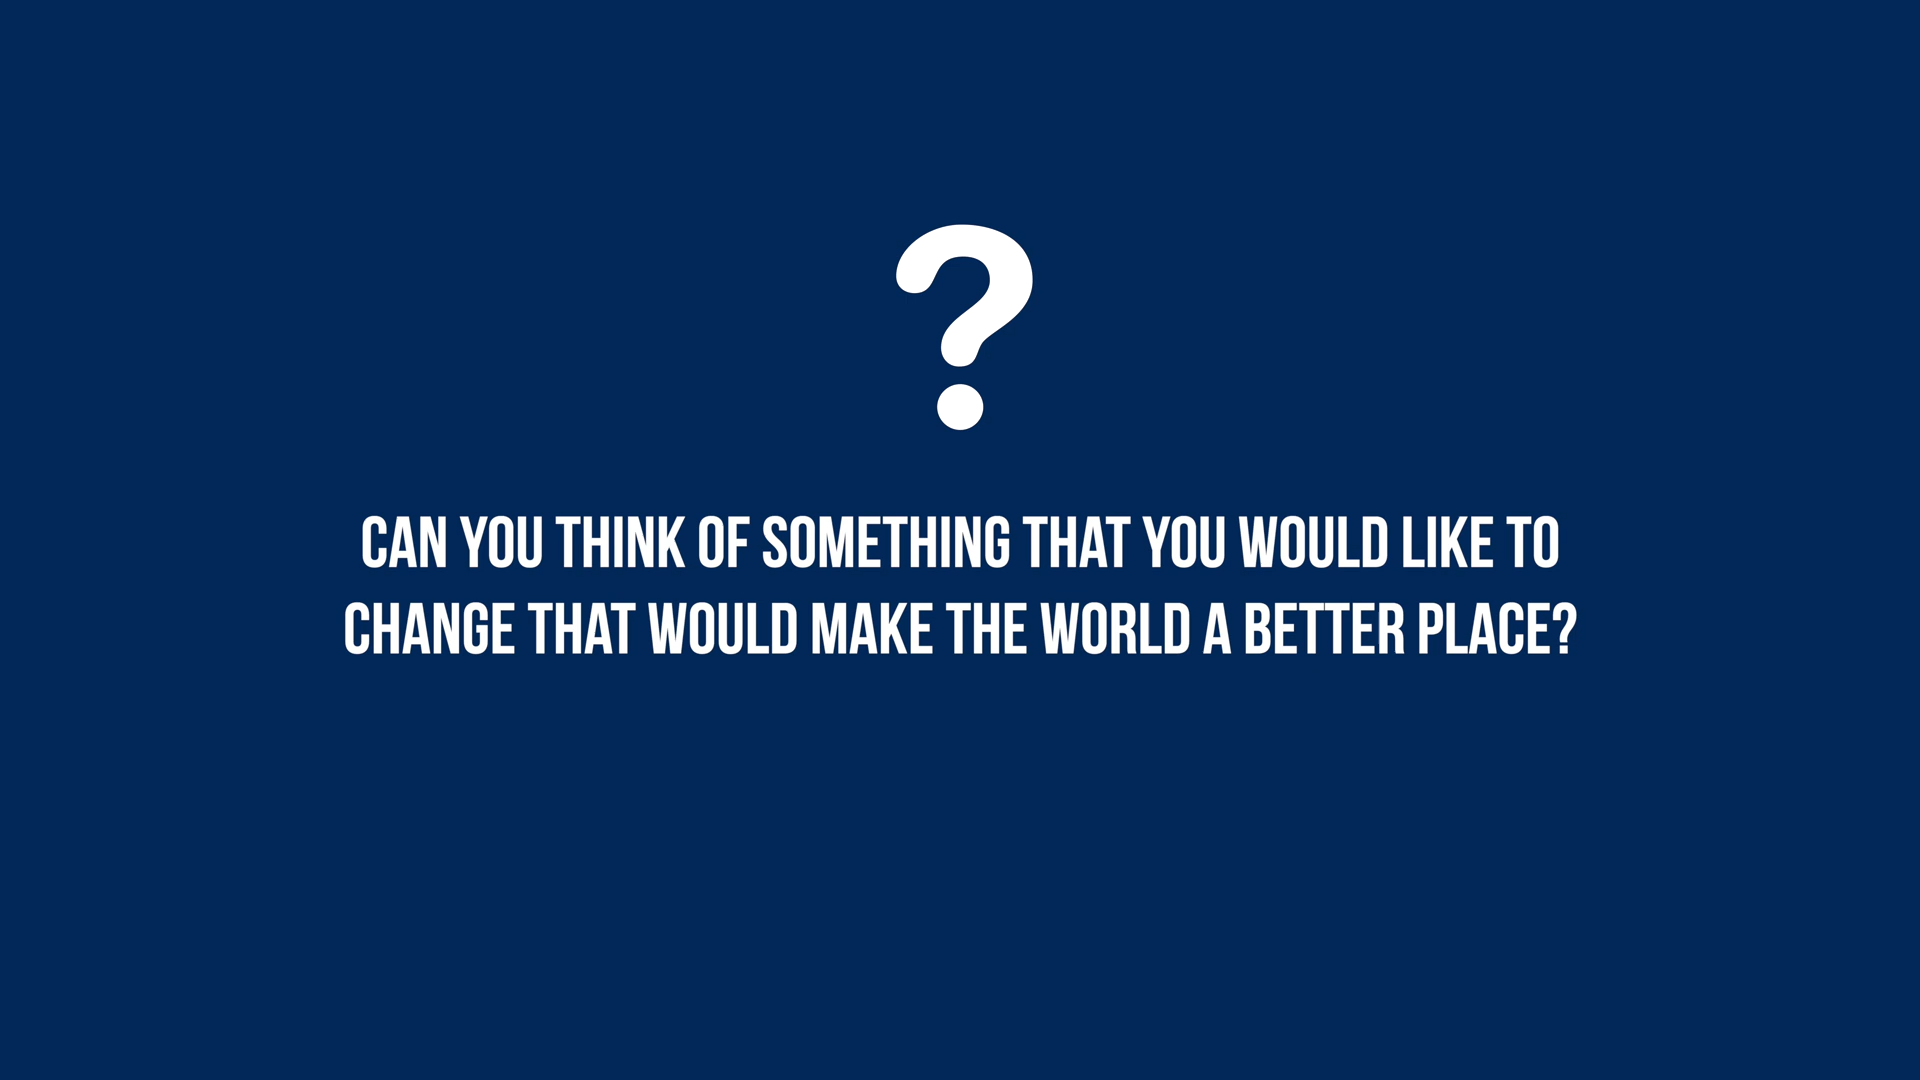 ?
CAN YOU THINK OF SOMETHING THAT YOU WOULD LIKE TO
CHANGE THAT WOULD MAKE THE WORLD A BETTER PLACE?